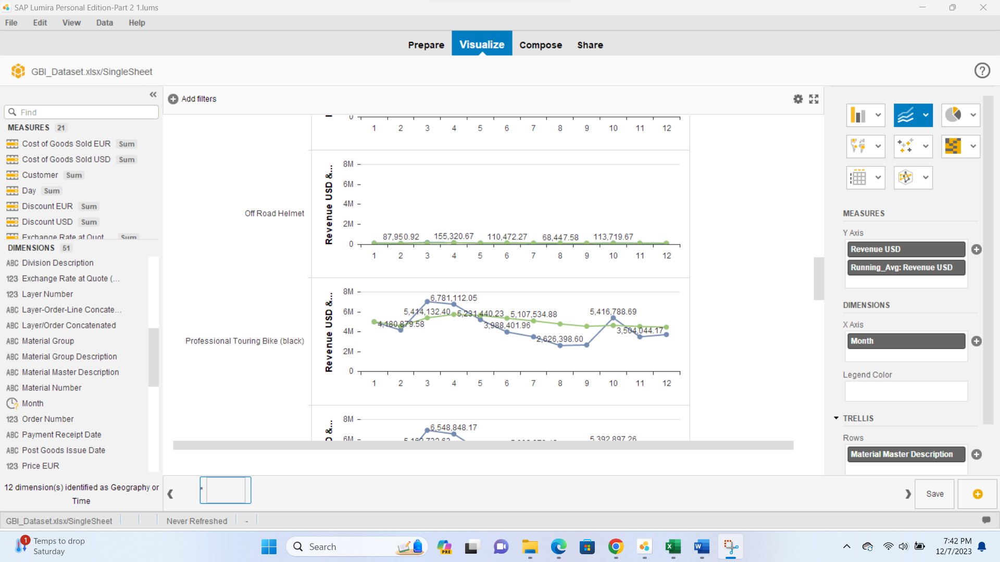 SAP Lumira Personal Edition-Part 2 1.lums
File Edit View Data Help
Prepare Visualize Compose Share
GBI_Dataset.xlsx/SingleSheet
Find
MEASURES 21
Cost of Goods Sold EUR Sum
Cost of Goods Sold USD Sum
Customer Sum
Day Sum
Discount EUR Sum
Discount USD Sum
Exchange Rate at Quot... Sum
DIMENSIONS 51
ABC Division Description
123 Exchange Rate at Quote (...
123 Layer Number
ABC Layer-Order-Line Concate...
ABC Layer/Order Concatenated
ABC Material Group
ABC Material Group Description
ABC Material Master Description
ABC Material Number
Month
123 Order Number
ABC Payment Receipt Date
ABC Post Goods Issue Date
123 Price EUR
12 dimension(s) identified as Geography or
Time
Add filters
0
1 2 3 4 5 6 7 8 9 10 11 12
Off Road Helmet
Revenue USD &...
8M
6M
4M
2M
0
87,950.92 155,320.67 110,472.27 68,447.58 113,719.67
1 2 3 4 5 6 7 8 9 10 11 12
Professional Touring Bike (black)
Revenue USD &...
8M
6M
4M
2M
0
6,781,112.05
5,414,132.40 5,231,440.23 5,107,534.88 5,416,788.69
4,180,879.58 3,988,401.96 3,504,044.17
2,626,398.60
1 2 3 4 5 6 7 8 9 10 11 12
8M
6M
6,548,848.17
5,392,897.26
MEASURES
Y Axis
Revenue USD
Running_Avg: Revenue USD
DIMENSIONS
X Axis
Month
Legend Color
TRELLIS
Rows
Material Master Description
Save
GBI_Dataset.xlsx/SingleSheet Never Refreshed -
1
Temps to drop
Saturday
Search
PRE
7:42 PM
12/7/2023